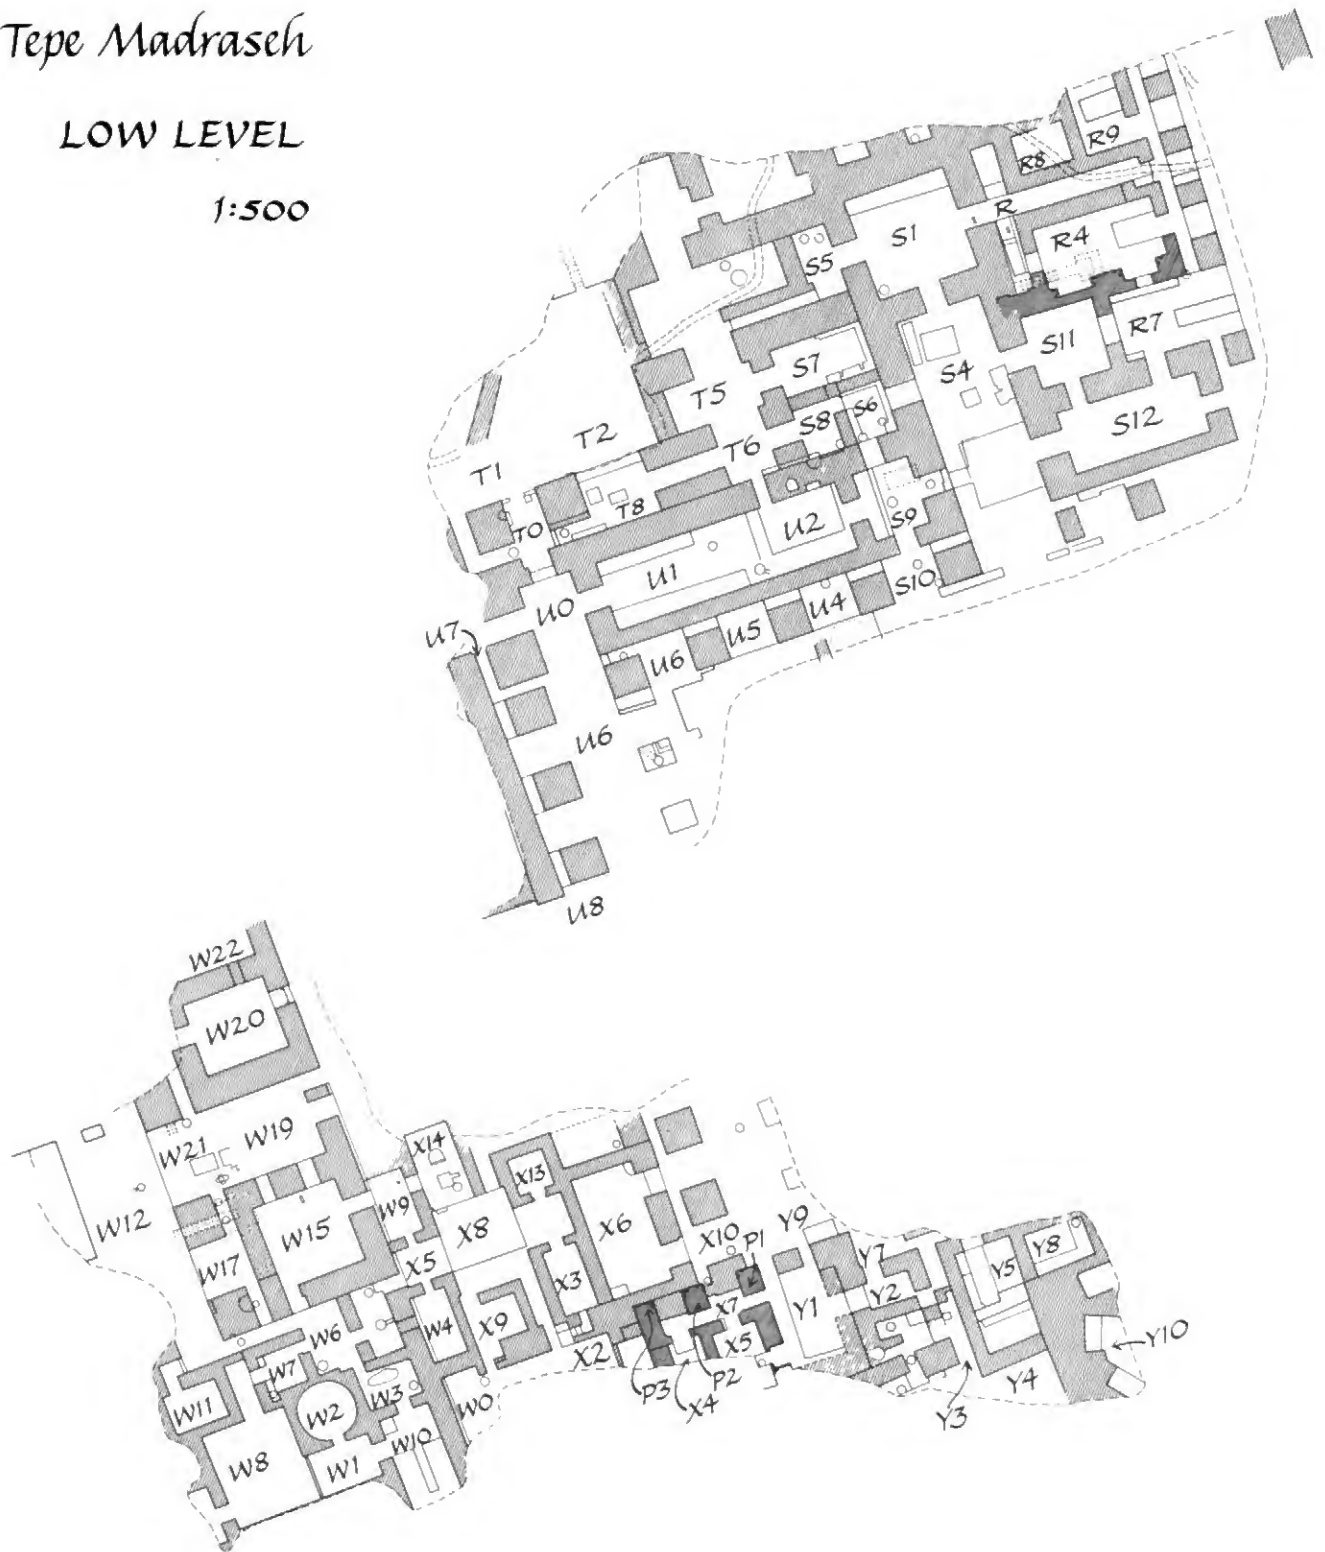 Tepe Madraseh
LOW LEVEL
1:500
R9
R8
R
S1
R4
S5
R7
S11
S7
S4
T5
S6
S12
S8
T2
T6
T1
T8
U2
TO
S9
U1
S10
UO
U4
U7
U5
U6
U6
U8
W22
W20
X14
W19
W21
X13
W9
W12
X6
X8
W15
Y9
X10
P1
Y7
Y8
X5
Y5
W17
X3
Y2
X7
Y1
W6
W4
X9
Y10
X5
X2
W7
Y4
W3
P2
P3
W11
WO
X4
W2
Y3
W10
W8
W1